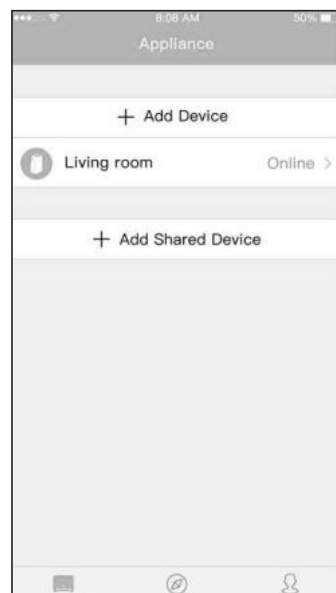 8:08 AM 50%
Appliance
+ Add Device
Living room Online >
+ Add Shared Device